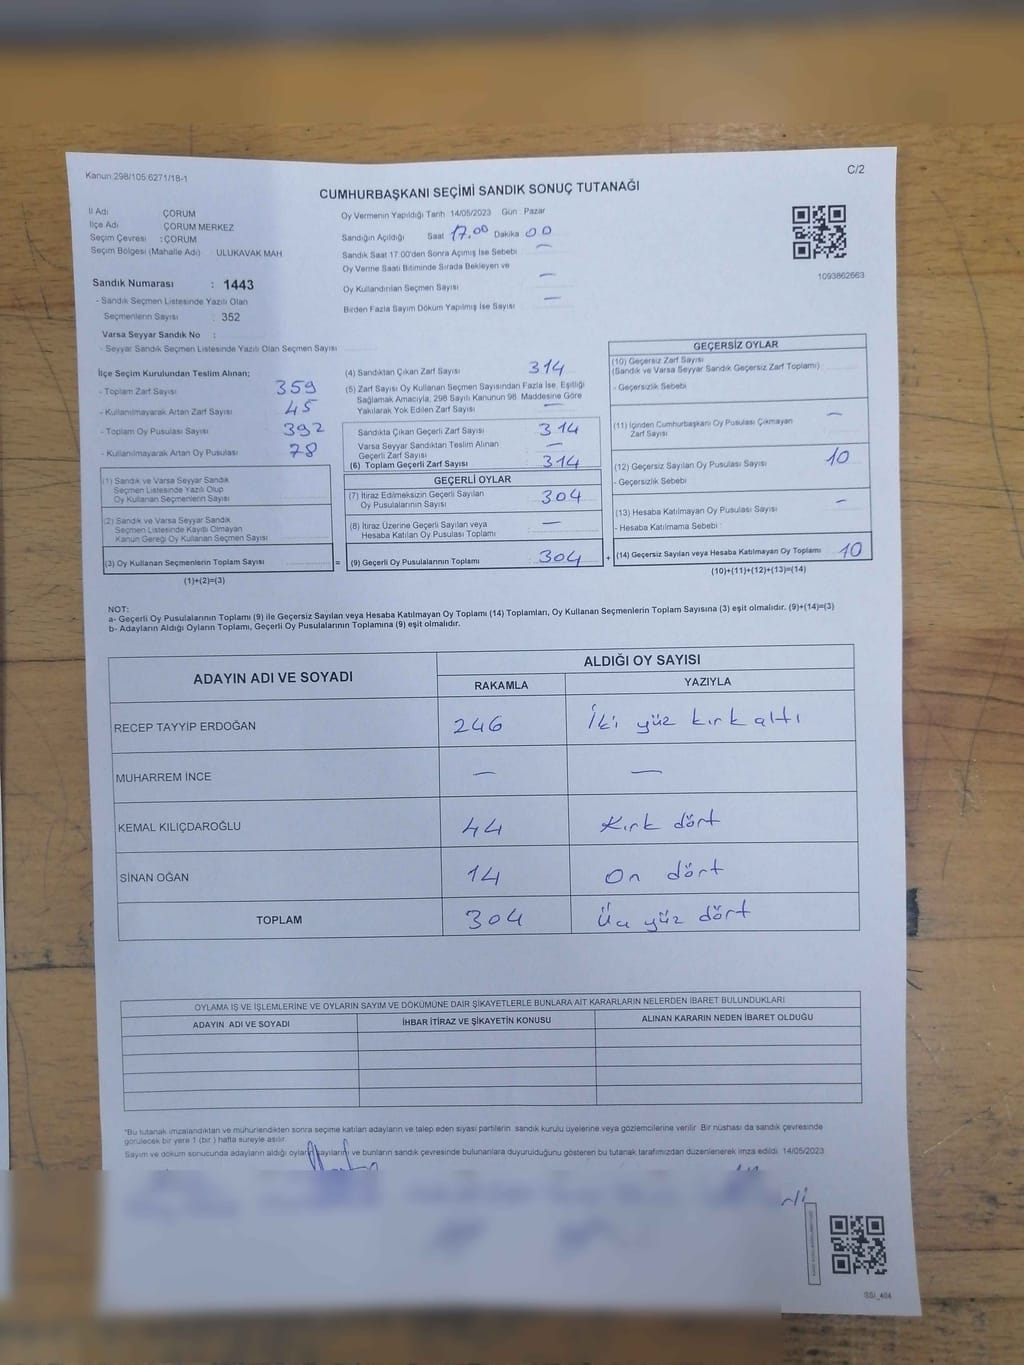 Kanun:298/105,6271/18-1
C/2
CUMHURBAŞKANI SEÇİMİ SANDIK SONUÇ TUTANAĞI
İl Adı ÇORUM
İlçe Adı ÇORUM MERKEZ
Seçim Çevresi : ÇORUM
Seçim Bölgesi (Mahalle Adı) ULUKAVAK MAH
Oy Vermenin Yapıldığı Tarih 14/05/2023 Gün : Pazar
Sandığın Açıldığı Saat 17.00 Dakika 00
Sandık Saat 17.00'den Sonra Açımış İse Sebebi —
Oy Verme Saati Bitiminde Sırada Bekleyen ve
Oy Kullandırılan Seçmen Sayısı —
Birden Fazla Sayım Döküm Yapılmış İse Sayısı —
1093862663
Sandık Numarası : 1443
- Sandık Seçmen Listesinde Yazılı Olan
Seçmenlerin Sayısı : 352
Varsa Seyyar Sandık No :
- Seyyar Sandık Seçmen Listesinde Yazılı Olan Seçmen Sayısı
İlçe Seçim Kurulundan Teslim Alınan;
- Toplam Zarf Sayısı 359
- Kullanılmayarak Artan Zarf Sayısı 45
- Toplam Oy Pusulası Sayısı 392
- Kullanılmayarak Artan Oy Pusulası 78
(1) Sandık ve Varsa Seyyar Sandık
Seçmen Listesinde Yazılı Olup
Oy Kullanan Seçmenlerin Sayısı
(2) Sandık ve Varsa Seyyar Sandık
Seçmen Listesinde Kayıtlı Olmayan
Kanun Gereği Oy Kullanan Seçmen Sayısı
(3) Oy Kullanan Seçmenlerin Toplam Sayısı =
(1)+(2)=(3)
(4) Sandıktan Çıkan Zarf Sayısı 314
(5) Zarf Sayısı Oy Kullanan Seçmen Sayısından Fazla İse, Eşitliği
Sağlamak Amacıyla, 298 Sayılı Kanunun 98. Maddesine Göre
Yakılarak Yok Edilen Zarf Sayısı —
Sandıkta Çıkan Geçerli Zarf Sayısı 314
Varsa Seyyar Sandıktan Teslim Alınan
Geçerli Zarf Sayısı —
(6) Toplam Geçerli Zarf Sayısı 314
GEÇERLİ OYLAR
(7) İtiraz Edilmeksizin Geçerli Sayılan
Oy Pusulalarının Sayısı 304
(8) İtiraz Üzerine Geçerli Sayılan veya
Hesaba Katılan Oy Pusulası Toplamı —
(9) Geçerli Oy Pusulalarının Toplamı : 304 +
GEÇERSİZ OYLAR
(10) Geçersiz Zarf Sayısı
(Sandık ve Varsa Seyyar Sandık Geçersiz Zarf Toplamı)
- Geçersizlik Sebebi
(11) İçinden Cumhurbaşkanı Oy Pusulası Çıkmayan
Zarf Sayısı —
(12) Geçersiz Sayılan Oy Pusulası Sayısı 10
- Geçersizlik Sebebi
(13) Hesaba Katılmayan Oy Pusulası Sayısı —
- Hesaba Katılmama Sebebi :
(14) Geçersiz Sayılan veya Hesaba Katılmayan Oy Toplamı 10
(10)+(11)+(12)+(13)=(14)
NOT:
a- Geçerli Oy Pusulalarının Toplamı (9) ile Geçersiz Sayılan veya Hesaba Katılmayan Oy Toplamı (14) Toplamları, Oy Kullanan Seçmenlerin Toplam Sayısına (3) eşit olmalıdır. (9)+(14)=(3)
b- Adayların Aldığı Oyların Toplamı, Geçerli Oy Pusulalarının Toplamına (9) eşit olmalıdır.
ADAYIN ADI VE SOYADI ALDIĞI OY SAYISI
RAKAMLA YAZIYLA
RECEP TAYYİP ERDOĞAN 246 İki yüz kırk altı
MUHARREM İNCE — —
KEMAL KILIÇDAROĞLU 44 Kırk dört
SİNAN OĞAN 14 On dört
TOPLAM 304 Üç yüz dört
OYLAMA İŞ VE İŞLEMLERİNE VE OYLARIN SAYIM VE DÖKÜMÜNE DAİR ŞİKAYETLERLE BUNLARA AİT KARARLARIN NELERDEN İBARET BULUNDUKLARI
ADAYIN ADI VE SOYADI İHBAR İTİRAZ VE ŞİKAYETİN KONUSU ALINAN KARARIN NEDEN İBARET OLDUĞU
*Bu tutanak imzalandıktan ve mühürlendikten sonra seçime katılan adayların ve talep eden siyasi partilerin sandık kurulu üyelerine veya gözlemcilerine verilir. Bir nüshası da sandık çevresinde
görülecek bir yere 1 (bir ) hafta süreyle asılır.
Sayım ve döküm sonucunda adayların aldığı oyların sayılarını ve bunların sandık çevresinde bulunanlara duyurulduğunu gösteren bu tutanak tarafımızdan düzenlenerek imza edildi. 14/05/2023
SSI_404